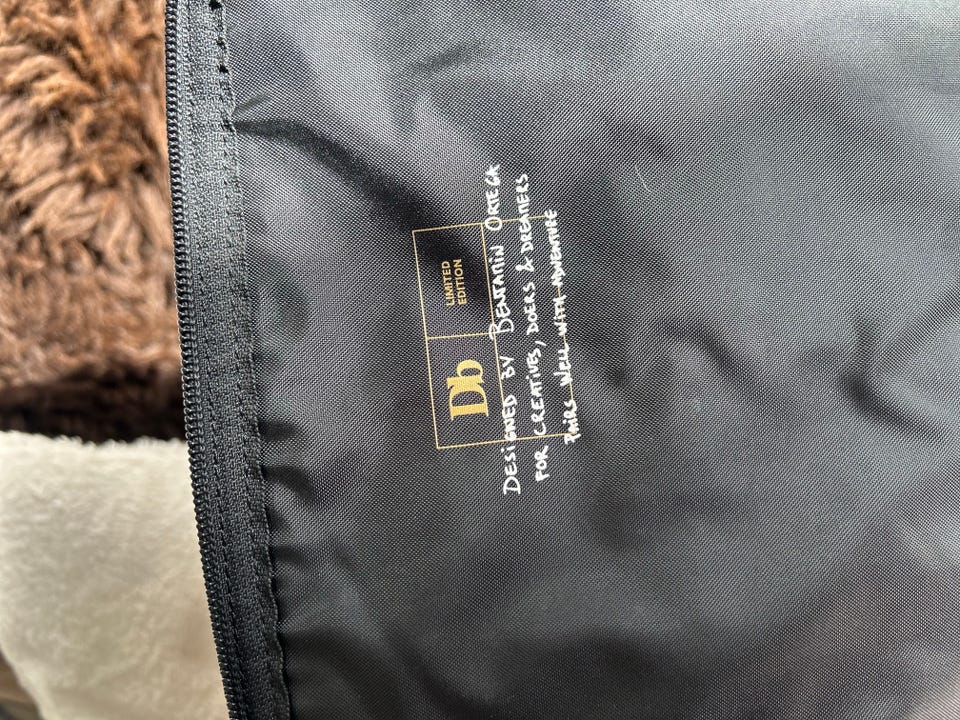 Db
LIMITED
EDITION
DESIGNED BY BENJAMIN ORTEGA
FOR CREATIVES, DOERS & DREAMERS
PAIRS WELL WITH ADVENTURE